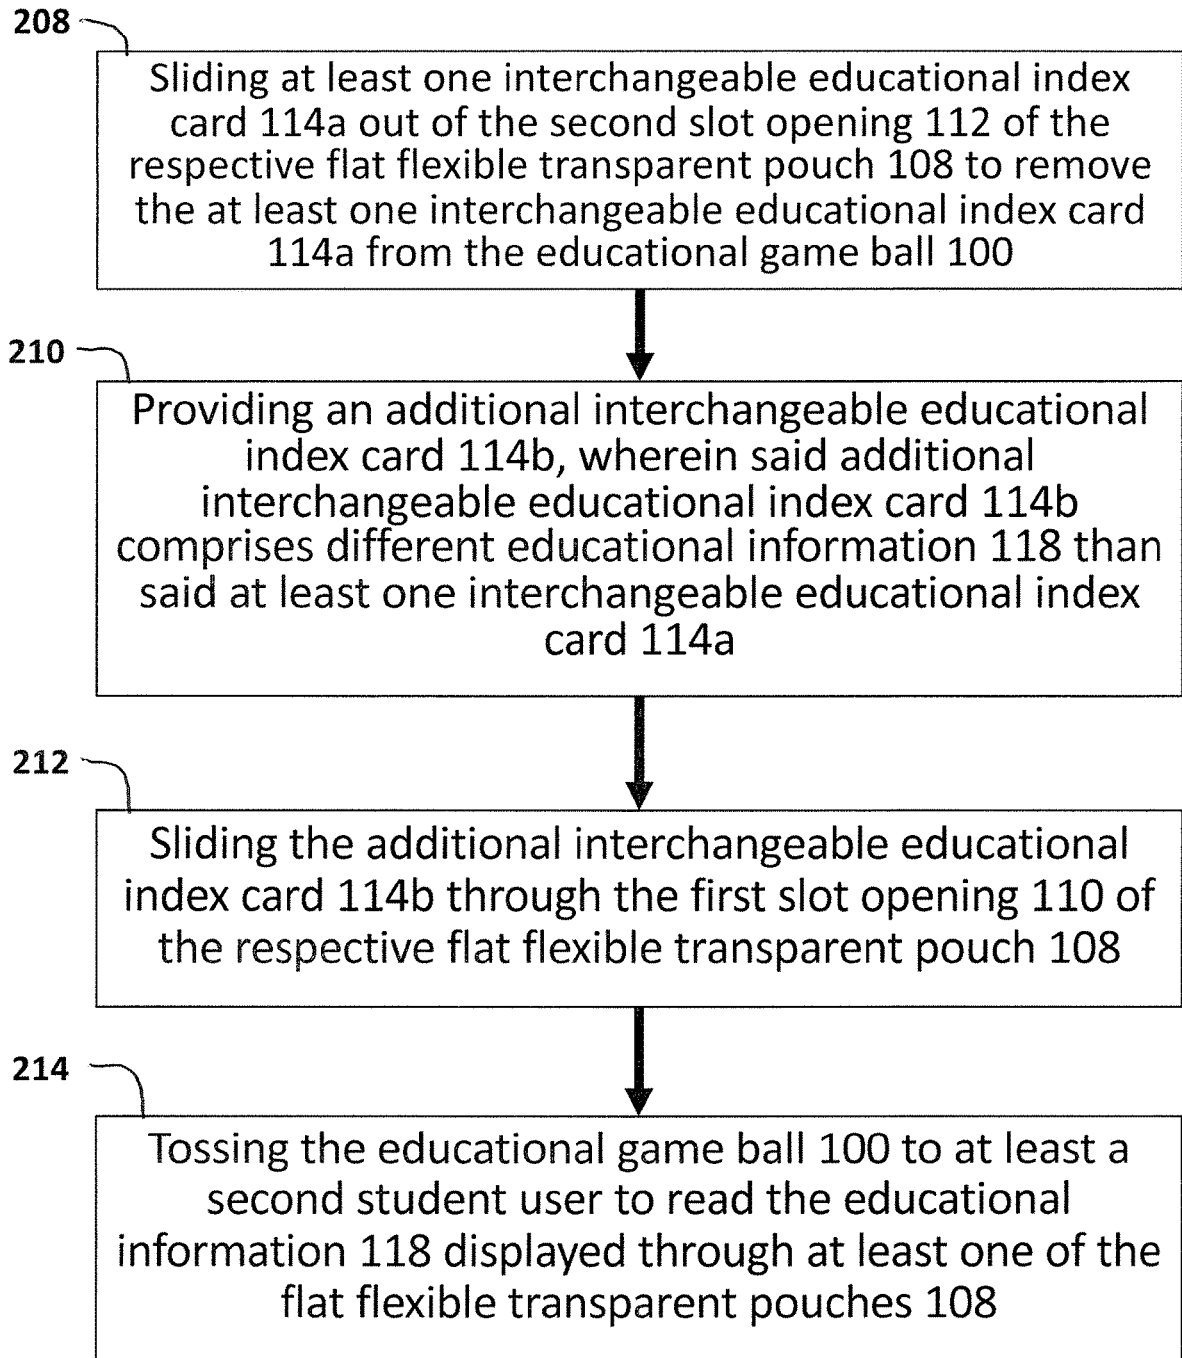 208
Sliding at least one interchangeable educational index
card 114a out of the second slot opening 112 of the
respective flat flexible transparent pouch 108 to remove
the at least one interchangeable educational index card
114a from the educational game ball 100
210
Providing an additional interchangeable educational
index card 114b, wherein said additional
interchangeable educational index card 114b
comprises different educational information 118 than
said at least one interchangeable educational index
card 114a
212
Sliding the additional interchangeable educational
index card 114b through the first slot opening 110 of
the respective flat flexible transparent pouch 108
214
Tossing the educational game ball 100 to at least a
second student user to read the educational
information 118 displayed through at least one of the
flat flexible transparent pouches 108